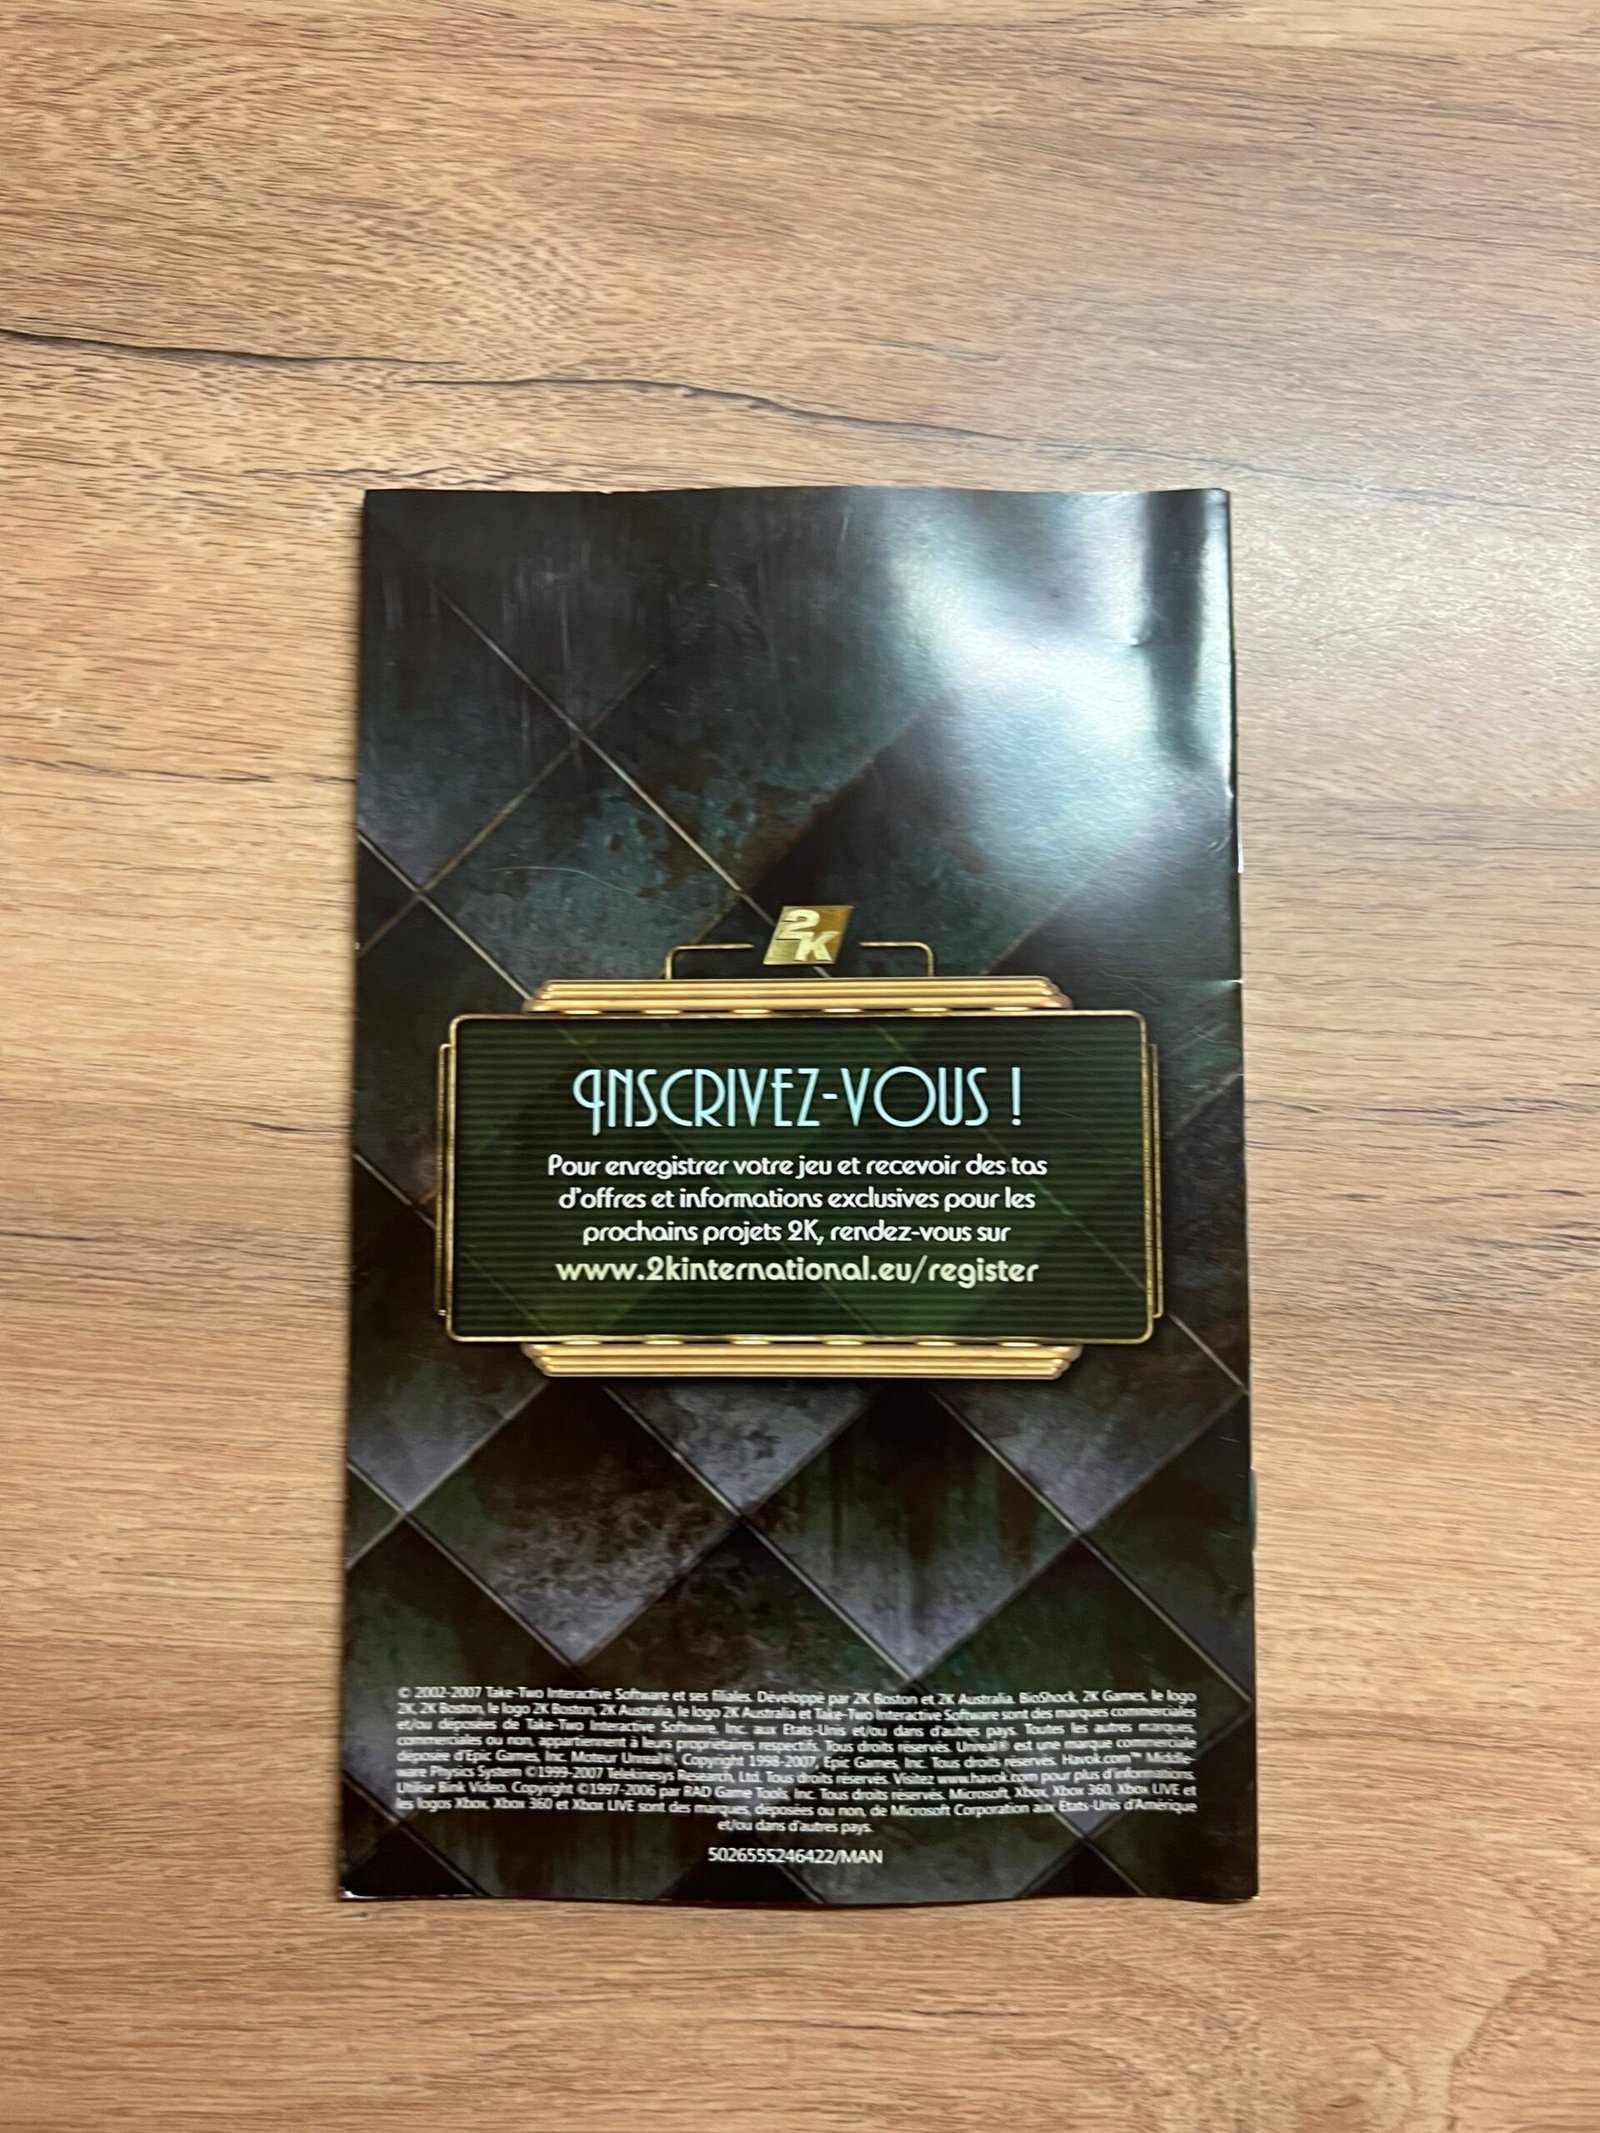 2K
INSCRIVEZ-VOUS !
Pour enregistrer votre jeu et recevoir des tas
d'offres et informations exclusives pour les
prochains projets 2K, rendez-vous sur
www.2kinternational.eu/register
© 2002-2007 Take-Two Interactive Software et ses filiales. Développé par 2K Boston et 2K Australia. BioShock, 2K Games, le logo
2K, 2K Boston, le logo 2K Boston, 2K Australia, le logo 2K Australia et Take-Two Interactive Software sont des marques commerciales
et/ou déposées de Take-Two Interactive Software, Inc. aux Etats-Unis et/ou dans d'autres pays. Toutes les autres marques,
commerciales ou non, appartiennent à leurs propriétaires respectifs. Tous droits réservés. Unreal® est une marque commerciale
déposée d'Epic Games, Inc. Moteur Unreal®, Copyright 1998-2007, Epic Games, Inc. Tous droits réservés. Havok.com™ Middle-
ware Physics System ©1999-2007 Telekinesys Research, Ltd. Tous droits réservés. Visitez www.havok.com pour plus d'informations.
Utilise Bink Video. Copyright ©1997-2006 par RAD Game Tools, Inc. Tous droits réservés. Microsoft, Xbox, Xbox 360, Xbox LIVE et
les logos Xbox, Xbox 360 et Xbox LIVE sont des marques, déposées ou non, de Microsoft Corporation aux Etats-Unis d'Amérique
et/ou dans d'autres pays.
5026555246422/MAN